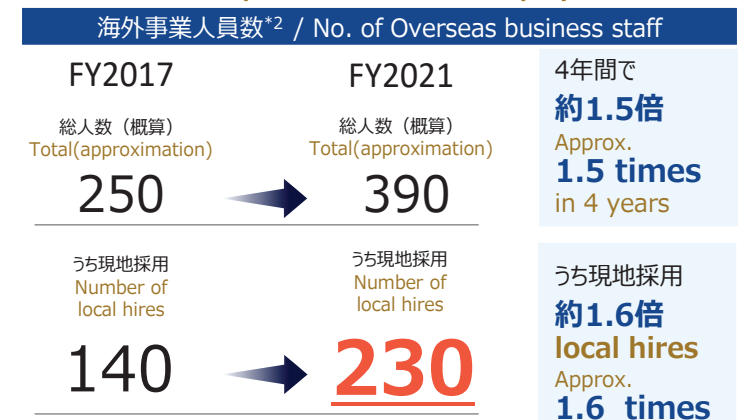 海外事業人員数*2 / No. of Overseas business staff
FY2017
総人数（概算）
Total(approximation)
250
FY2021
総人数（概算）
Total(approximation)
390
4年間で
約1.5倍
Approx.
1.5 times
in 4 years
うち現地採用
Number of
local hires
140
うち現地採用
Number of
local hires
230
うち現地採用
約1.6倍
local hires
Approx.
1.6 times